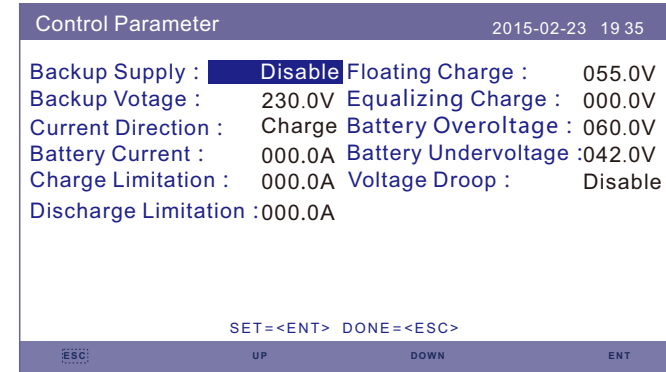 Control Parameter 2015-02-23 19 35
Backup Supply : Disable Floating Charge : 055.0V
Backup Votage : 230.0V Equalizing Charge : 000.0V
Current Direction : Charge Battery Overoltage : 060.0V
Battery Current : 000.0A Battery Undervoltage :042.0V
Charge Limitation : 000.0A Voltage Droop : Disable
Discharge Limitation :000.0A
SET=<ENT> DONE=<ESC>
ESC UP DOWN ENT